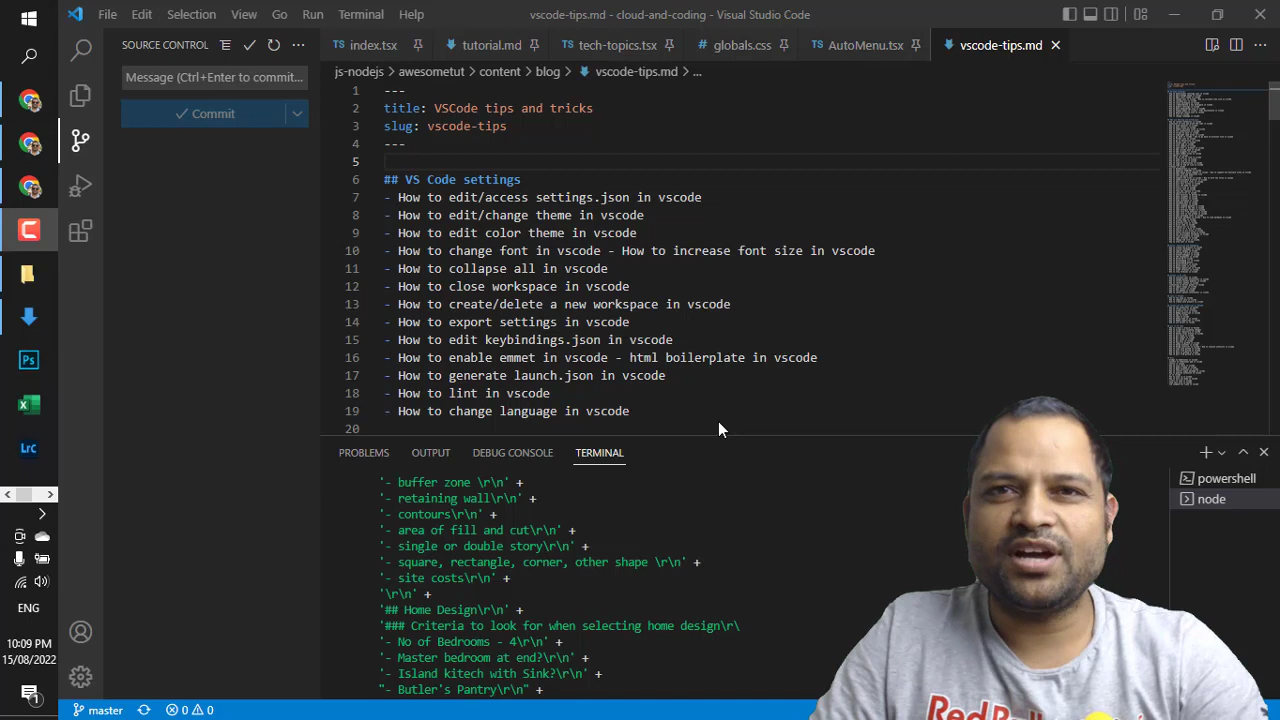 File Edit Selection View Go Run Terminal Help
vscode-tips.md - cloud-and-coding - Visual Studio Code
SOURCE CONTROL
index.tsx tutorial.md tech-topics.tsx globals.css AutoMenu.tsx vscode-tips.md
Message (Ctrl+Enter to commit...
Commit
js-nodejs > awesometut > content > blog > vscode-tips.md > ...
1 ---
2 title: VSCode tips and tricks
3 slug: vscode-tips
4 ---
5
6 ## VS Code settings
7 - How to edit/access settings.json in vscode
8 - How to edit/change theme in vscode
9 - How to edit color theme in vscode
10 - How to change font in vscode - How to increase font size in vscode
11 - How to collapse all in vscode
12 - How to close workspace in vscode
13 - How to create/delete a new workspace in vscode
14 - How to export settings in vscode
15 - How to edit keybindings.json in vscode
16 - How to enable emmet in vscode - html boilerplate in vscode
17 - How to generate launch.json in vscode
18 - How to lint in vscode
19 - How to change language in vscode
20
PROBLEMS OUTPUT DEBUG CONSOLE TERMINAL
powershell
node
'- buffer zone \r\n' +
'- retaining wall\r\n' +
'- contours\r\n' +
'- area of fill and cut\r\n' +
'- single or double story\r\n' +
'- square, rectangle, corner, other shape \r\n' +
'- site costs\r\n' +
'\r\n' +
'## Home Design\r\n' +
'### Criteria to look for when selecting home design\r\
'- No of Bedrooms - 4\r\n' +
'- Master bedroom at end?\r\n' +
'- Island kitech with Sink?\r\n' +
"- Butler's Pantry\r\n" +
Ps
Lrc
ENG
10:09 PM
15/08/2022
1
master 0 0
Red Bull